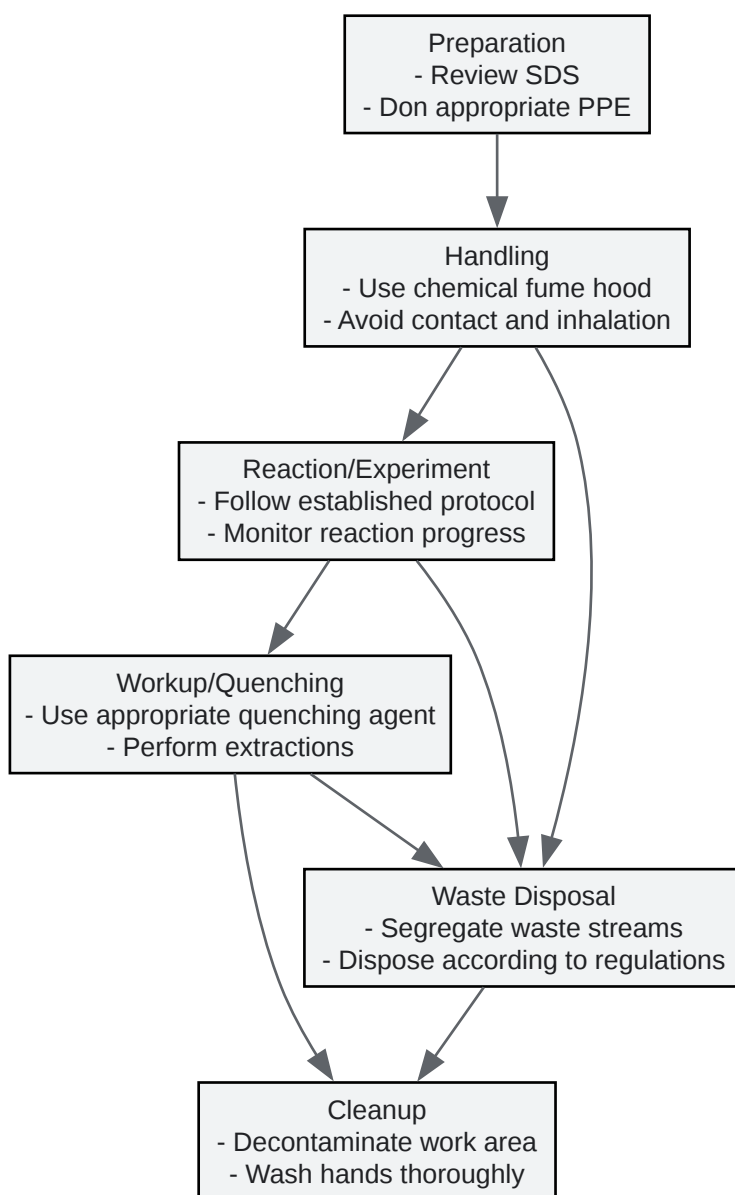 Preparation
- Review SDS
- Don appropriate PPE
Handling
- Use chemical fume hood
- Avoid contact and inhalation
Reaction/Experiment
- Follow established protocol
- Monitor reaction progress
Workup/Quenching
- Use appropriate quenching agent
- Perform extractions
Waste Disposal
- Segregate waste streams
- Dispose according to regulations
Cleanup
- Decontaminate work area
- Wash hands thoroughly